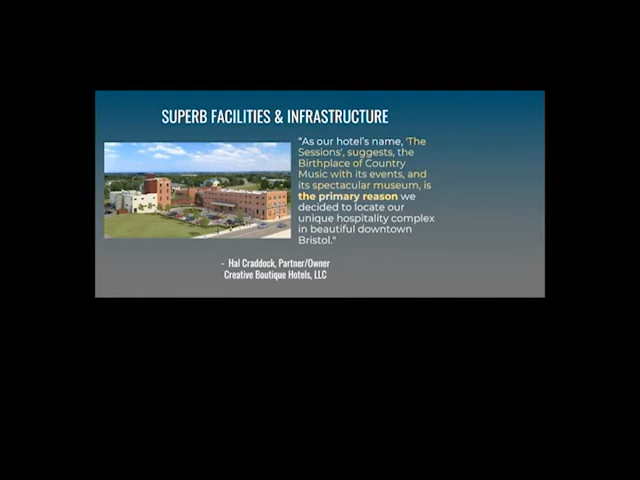 SUPERB FACILITIES & INFRASTRUCTURE
"As our hotel's name, 'The
Sessions', suggests, the
Birthplace of Country
Music with its events, and
its spectacular museum, is
the primary reason we
decided to locate our
unique hospitality complex
in beautiful downtown
Bristol."
- Hal Craddock, Partner/Owner
Creative Boutique Hotels, LLC